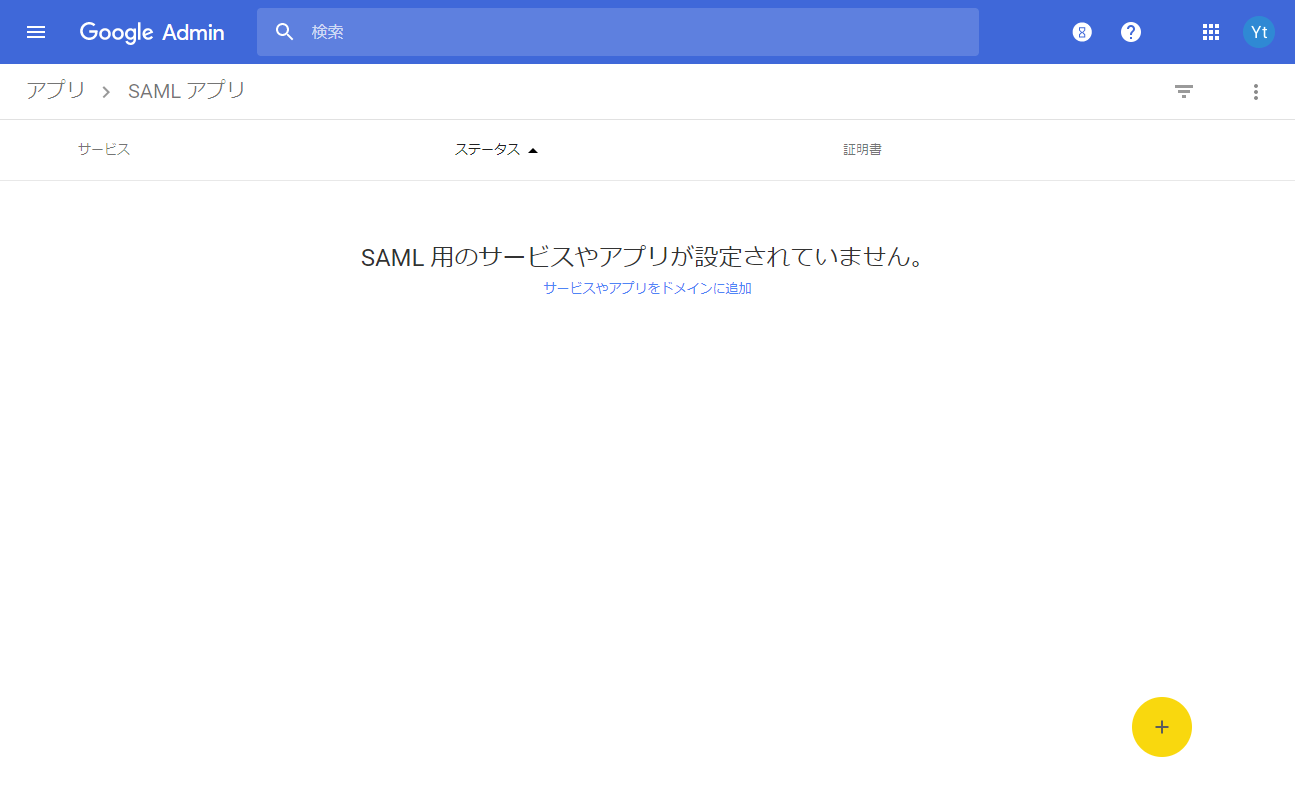 Google Admin
検索
Yt
アプリ > SAML アプリ
サービス
ステータス
証明書
SAML 用のサービスやアプリが設定されていません。
サービスやアプリをドメインに追加